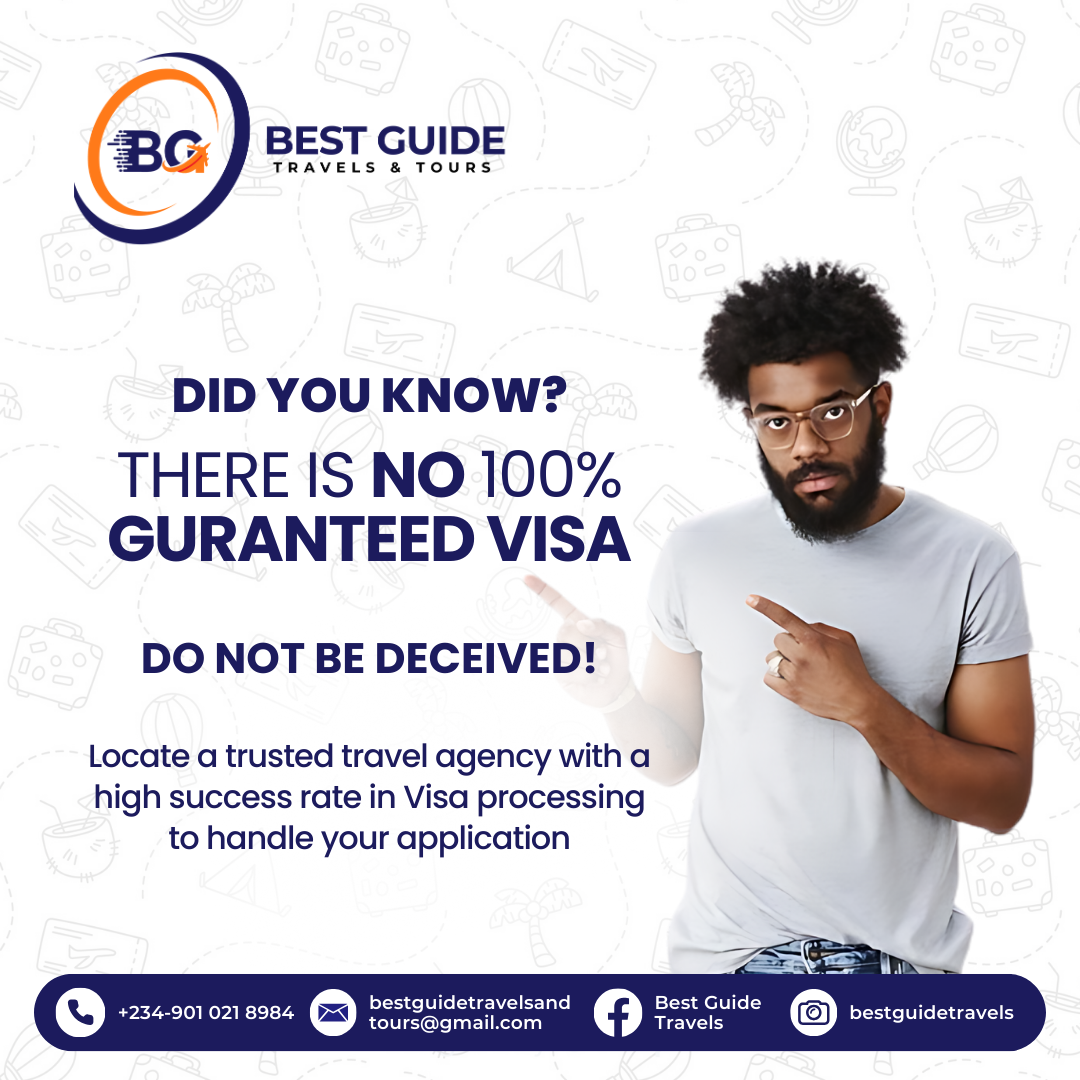 BG
BEST GUIDE
TRAVELS & TOURS
DID YOU KNOW?
THERE IS NO 100%
GURANTEED VISA
DO NOT BE DECEIVED!
Locate a trusted travel agency with a
high success rate in Visa processing
to handle your application
+234-901 021 8984
bestguidetravelsand
tours@gmail.com
Best Guide
Travels
bestguidetravels